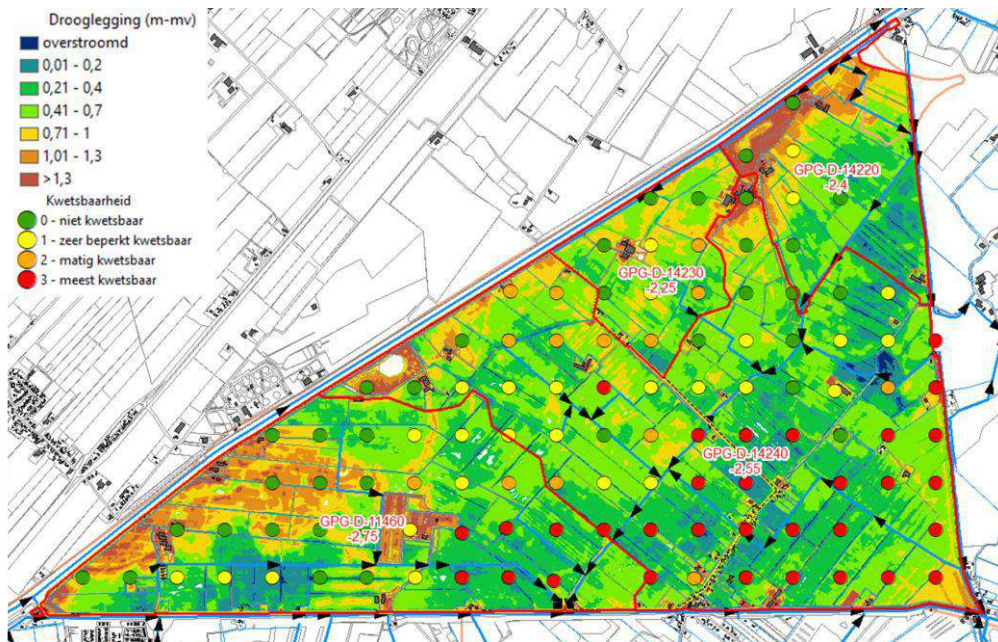 Drooglegging (m-mv)
overstroomd
0,01 - 0,2
0,21 - 0,4
0,41 - 0,7
0,71 - 1
1,01 - 1,3
>1,3
Kwetsbaarheid
0 - niet kwetsbaar
1 - zeer beperkt kwetsbaar
2 - matig kwetsbaar
3 - meest kwetsbaar
GPG-D-14220
-2,4
GPG-D-14230
-2,25
GPG-D-14240
-2,55
GPG-D-11460
-2,75